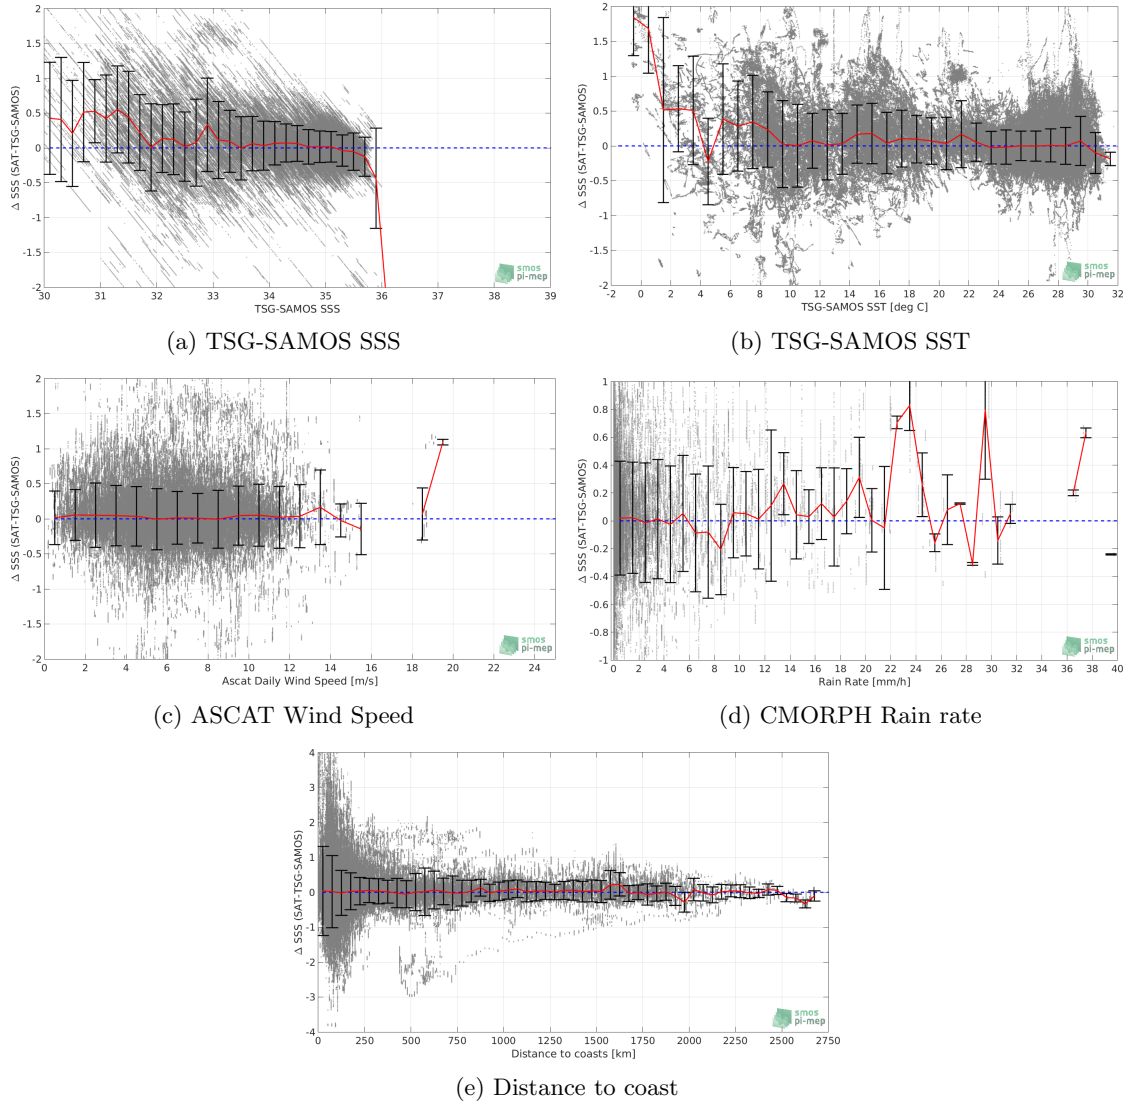 2
1.5
1
0.5
0
-0.5
-1
-1.5
-2
Δ SSS (SAT-TSG-SAMOS)
30 31 32 33 34 35 36 37 38 39
TSG-SAMOS SSS
smos
pi-mep
(a) TSG-SAMOS SSS
2
1.5
1
0.5
0
-0.5
-1
-1.5
-2
Δ SSS (SAT-TSG-SAMOS)
-2 0 2 4 6 8 10 12 14 16 18 20 22 24 26 28 30 32
TSG-SAMOS SST [deg C]
smos
pi-mep
(b) TSG-SAMOS SST
2
1.5
1
0.5
0
-0.5
-1
-1.5
-2
Δ SSS (SAT-TSG-SAMOS)
0 2 4 6 8 10 12 14 16 18 20 22 24
Ascat Daily Wind Speed [m/s]
smos
pi-mep
(c) ASCAT Wind Speed
1
0.8
0.6
0.4
0.2
0
-0.2
-0.4
-0.6
-0.8
-1
Δ SSS (SAT-TSG-SAMOS)
0 2 4 6 8 10 12 14 16 18 20 22 24 26 28 30 32 34 36 38 40
Rain Rate [mm/h]
smos
pi-mep
(d) CMORPH Rain rate
4
3
2
1
0
-1
-2
-3
-4
Δ SSS (SAT-TSG-SAMOS)
0 250 500 750 1000 1250 1500 1750 2000 2250 2500 2750
Distance to coasts [km]
smos
pi-mep
(e) Distance to coast